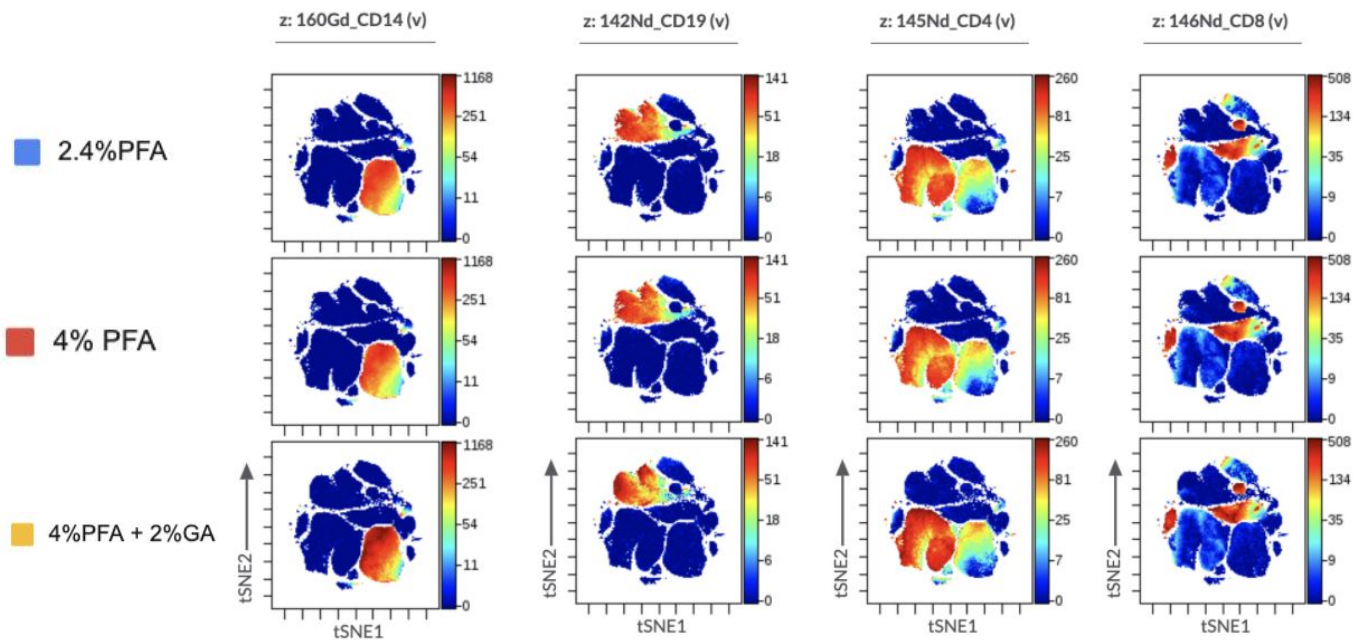 z: 160Gd_CD14 (v) z: 142Nd_CD19 (v) z: 145Nd_CD4 (v) z: 146Nd_CD8 (v)
2.4%PFA
1168 251 54 11 0
141 51 18 6 0
260 81 25 7 0
508 134 35 9 0
4% PFA
1168 251 54 11 0
141 51 18 6 0
260 81 25 7 0
508 134 35 9 0
4%PFA + 2%GA
1168 251 54 11 0
141 51 18 6 0
260 81 25 7 0
508 134 35 9 0
tSNE2 tSNE2 tSNE2 tSNE2
tSNE1 tSNE1 tSNE1 tSNE1